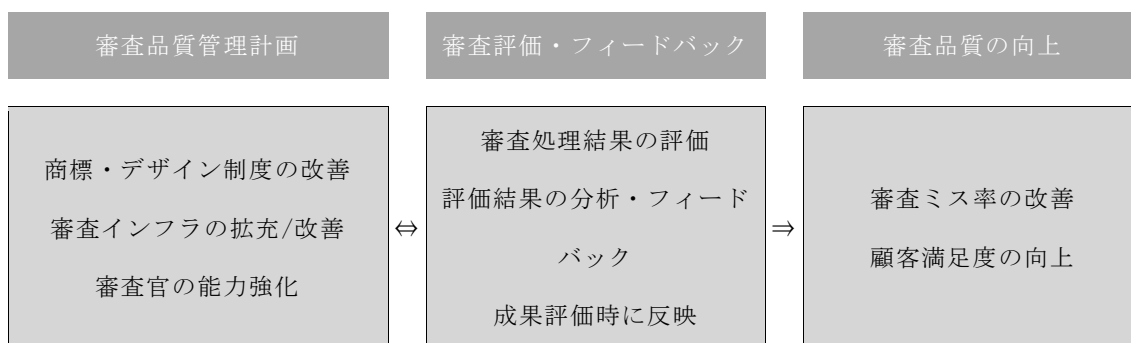 審査品質管理計画
審査評価・フィードバック
審査品質の向上
商標・デザイン制度の改善
審査インフラの拡充/改善
審査官の能力強化
⇔
審査処理結果の評価
評価結果の分析・フィード
バック
成果評価時に反映
⇒
審査ミス率の改善
顧客満足度の向上